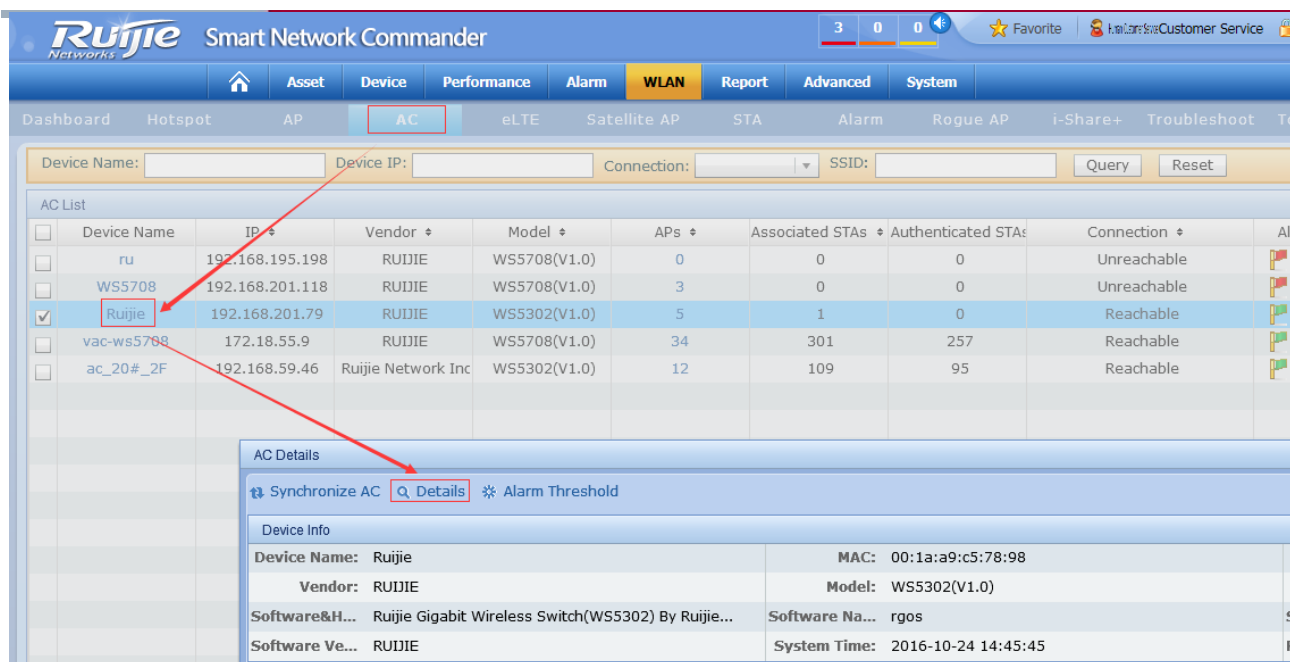 Ruijie Networks Smart Network Commander 3 0 0 Favorite Customer Service
Asset Device Performance Alarm WLAN Report Advanced System
Dashboard Hotspot AP AC eLTE Satellite AP STA Alarm Rogue AP i-Share+ Troubleshoot
Device Name: Device IP: Connection: SSID: Query Reset
AC List
Device Name IP Vendor Model APs Associated STAs Authenticated STAs Connection
ru 192.168.195.198 RUIJIE WS5708(V1.0) 0 0 0 Unreachable
WS5708 192.168.201.118 RUIJIE WS5708(V1.0) 3 0 0 Unreachable
Ruijie 192.168.201.79 RUIJIE WS5302(V1.0) 5 1 0 Reachable
vac-ws5708 172.18.55.9 RUIJIE WS5708(V1.0) 34 301 257 Reachable
ac_20#_2F 192.168.59.46 Ruijie Network Inc WS5302(V1.0) 12 109 95 Reachable
AC Details
Synchronize AC Details Alarm Threshold
Device Info
Device Name: Ruijie MAC: 00:1a:a9:c5:78:98
Vendor: RUIJIE Model: WS5302(V1.0)
Software&H... Ruijie Gigabit Wireless Switch(WS5302) By Ruijie... Software Na... rgos
Software Ve... RUIJIE System Time: 2016-10-24 14:45:45